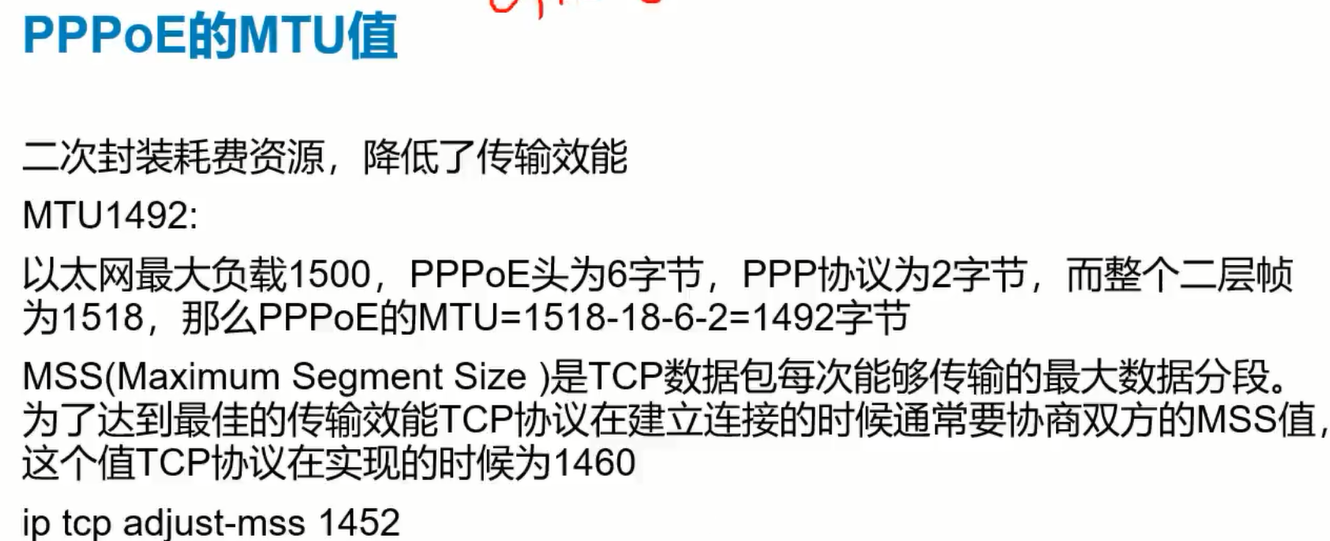 PPPoE的MTU值
二次封装耗费资源，降低了传输效能
MTU1492:
以太网最大负载1500，PPPoE头为6字节，PPP协议为2字节，而整个二层帧
为1518，那么PPPoE的MTU=1518-18-6-2=1492字节
MSS(Maximum Segment Size )是TCP数据包每次能够传输的最大数据分段。
为了达到最佳的传输效能TCP协议在建立连接的时候通常要协商双方的MSS值，
这个值TCP协议在实现的时候为1460
ip tcp adjust-mss 1452